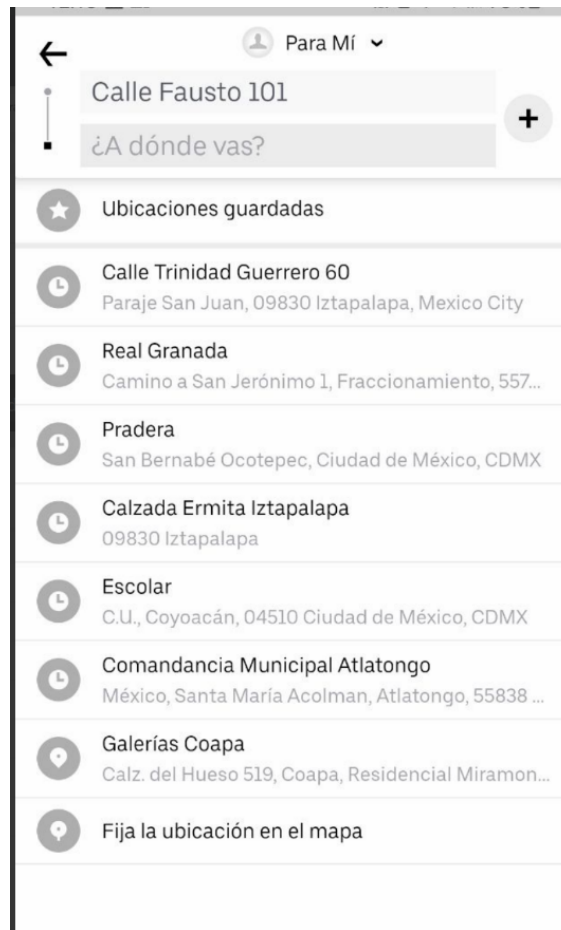 Para Mí
Calle Fausto 101
¿A dónde vas?
Ubicaciones guardadas
Calle Trinidad Guerrero 60
Paraje San Juan, 09830 Iztapalapa, Mexico City
Real Granada
Camino a San Jerónimo 1, Fraccionamiento, 557...
Pradera
San Bernabé Ocotepec, Ciudad de México, CDMX
Calzada Ermita Iztapalapa
09830 Iztapalapa
Escolar
C.U., Coyoacán, 04510 Ciudad de México, CDMX
Comandancia Municipal Atlatongo
México, Santa María Acolman, Atlatongo, 55838 ...
Galerías Coapa
Calz. del Hueso 519, Coapa, Residencial Miramon...
Fija la ubicación en el mapa